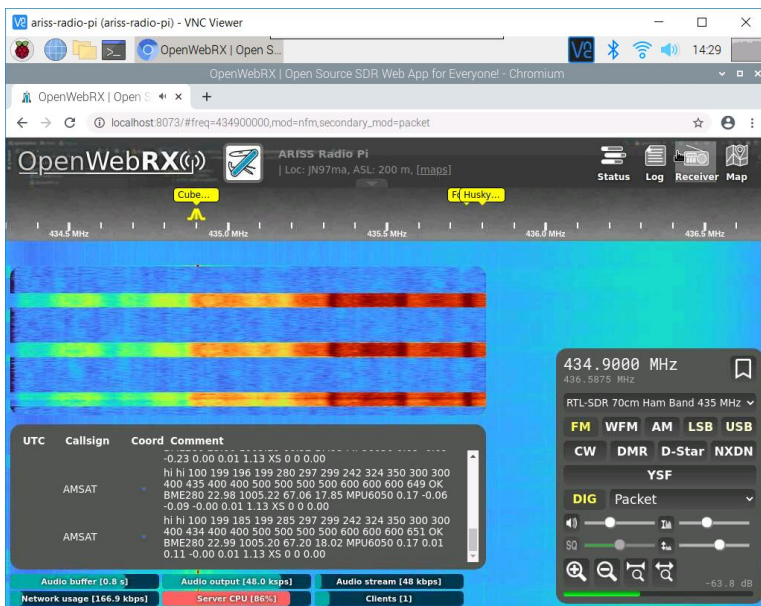 ariss-radio-pi (ariss-radio-pi) - VNC Viewer
OpenWebRX | Open S...
14:29
OpenWebRX | Open Source SDR Web App for Everyone! - Chromium
OpenWebRX | Open S
localhost:8073/#freq=434900000,mod=nfm,secondary_mod=packet
OpenWebRX
ARISS Radio Pi
| Loc: JN97ma, ASL: 200 m, [maps]
Status Log Receiver Map
Cube... Husky...
434.5 MHz 435.0 MHz 435.5 MHz 436.0 MHz 436.5 MHz
434.9000 MHz
436.5875 MHz
RTL-SDR 70cm Ham Band 435 MHz
FM WFM AM LSB USB
CW DMR D-Star NXDN
YSF
DIG Packet
SQ
-63.8 dB
UTC Callsign Coord Comment
-0.23 0.00 0.01 1.13 XS 0 0.00
hi hi 100 199 196 199 280 297 299 242 324 350 300 300
400 435 400 400 500 500 500 500 600 600 600 649 OK
AMSAT
BME280 22.98 1005.22 67.06 17.85 MPU6050 0.17 -0.06
-0.09 -0.00 0.01 1.13 XS 0 0.00
hi hi 100 199 185 199 285 297 299 242 324 350 300 300
400 434 400 400 500 500 500 500 600 600 600 651 OK
AMSAT
BME280 22.99 1005.20 67.20 18.02 MPU6050 0.17 0.01
0.11 -0.00 0.01 1.13 XS 0 0.00
Audio buffer [0.8 s] Audio output [48.0 ksps] Audio stream [48 kbps]
Network usage [166.9 kbps] Server CPU [86%] Clients [1]